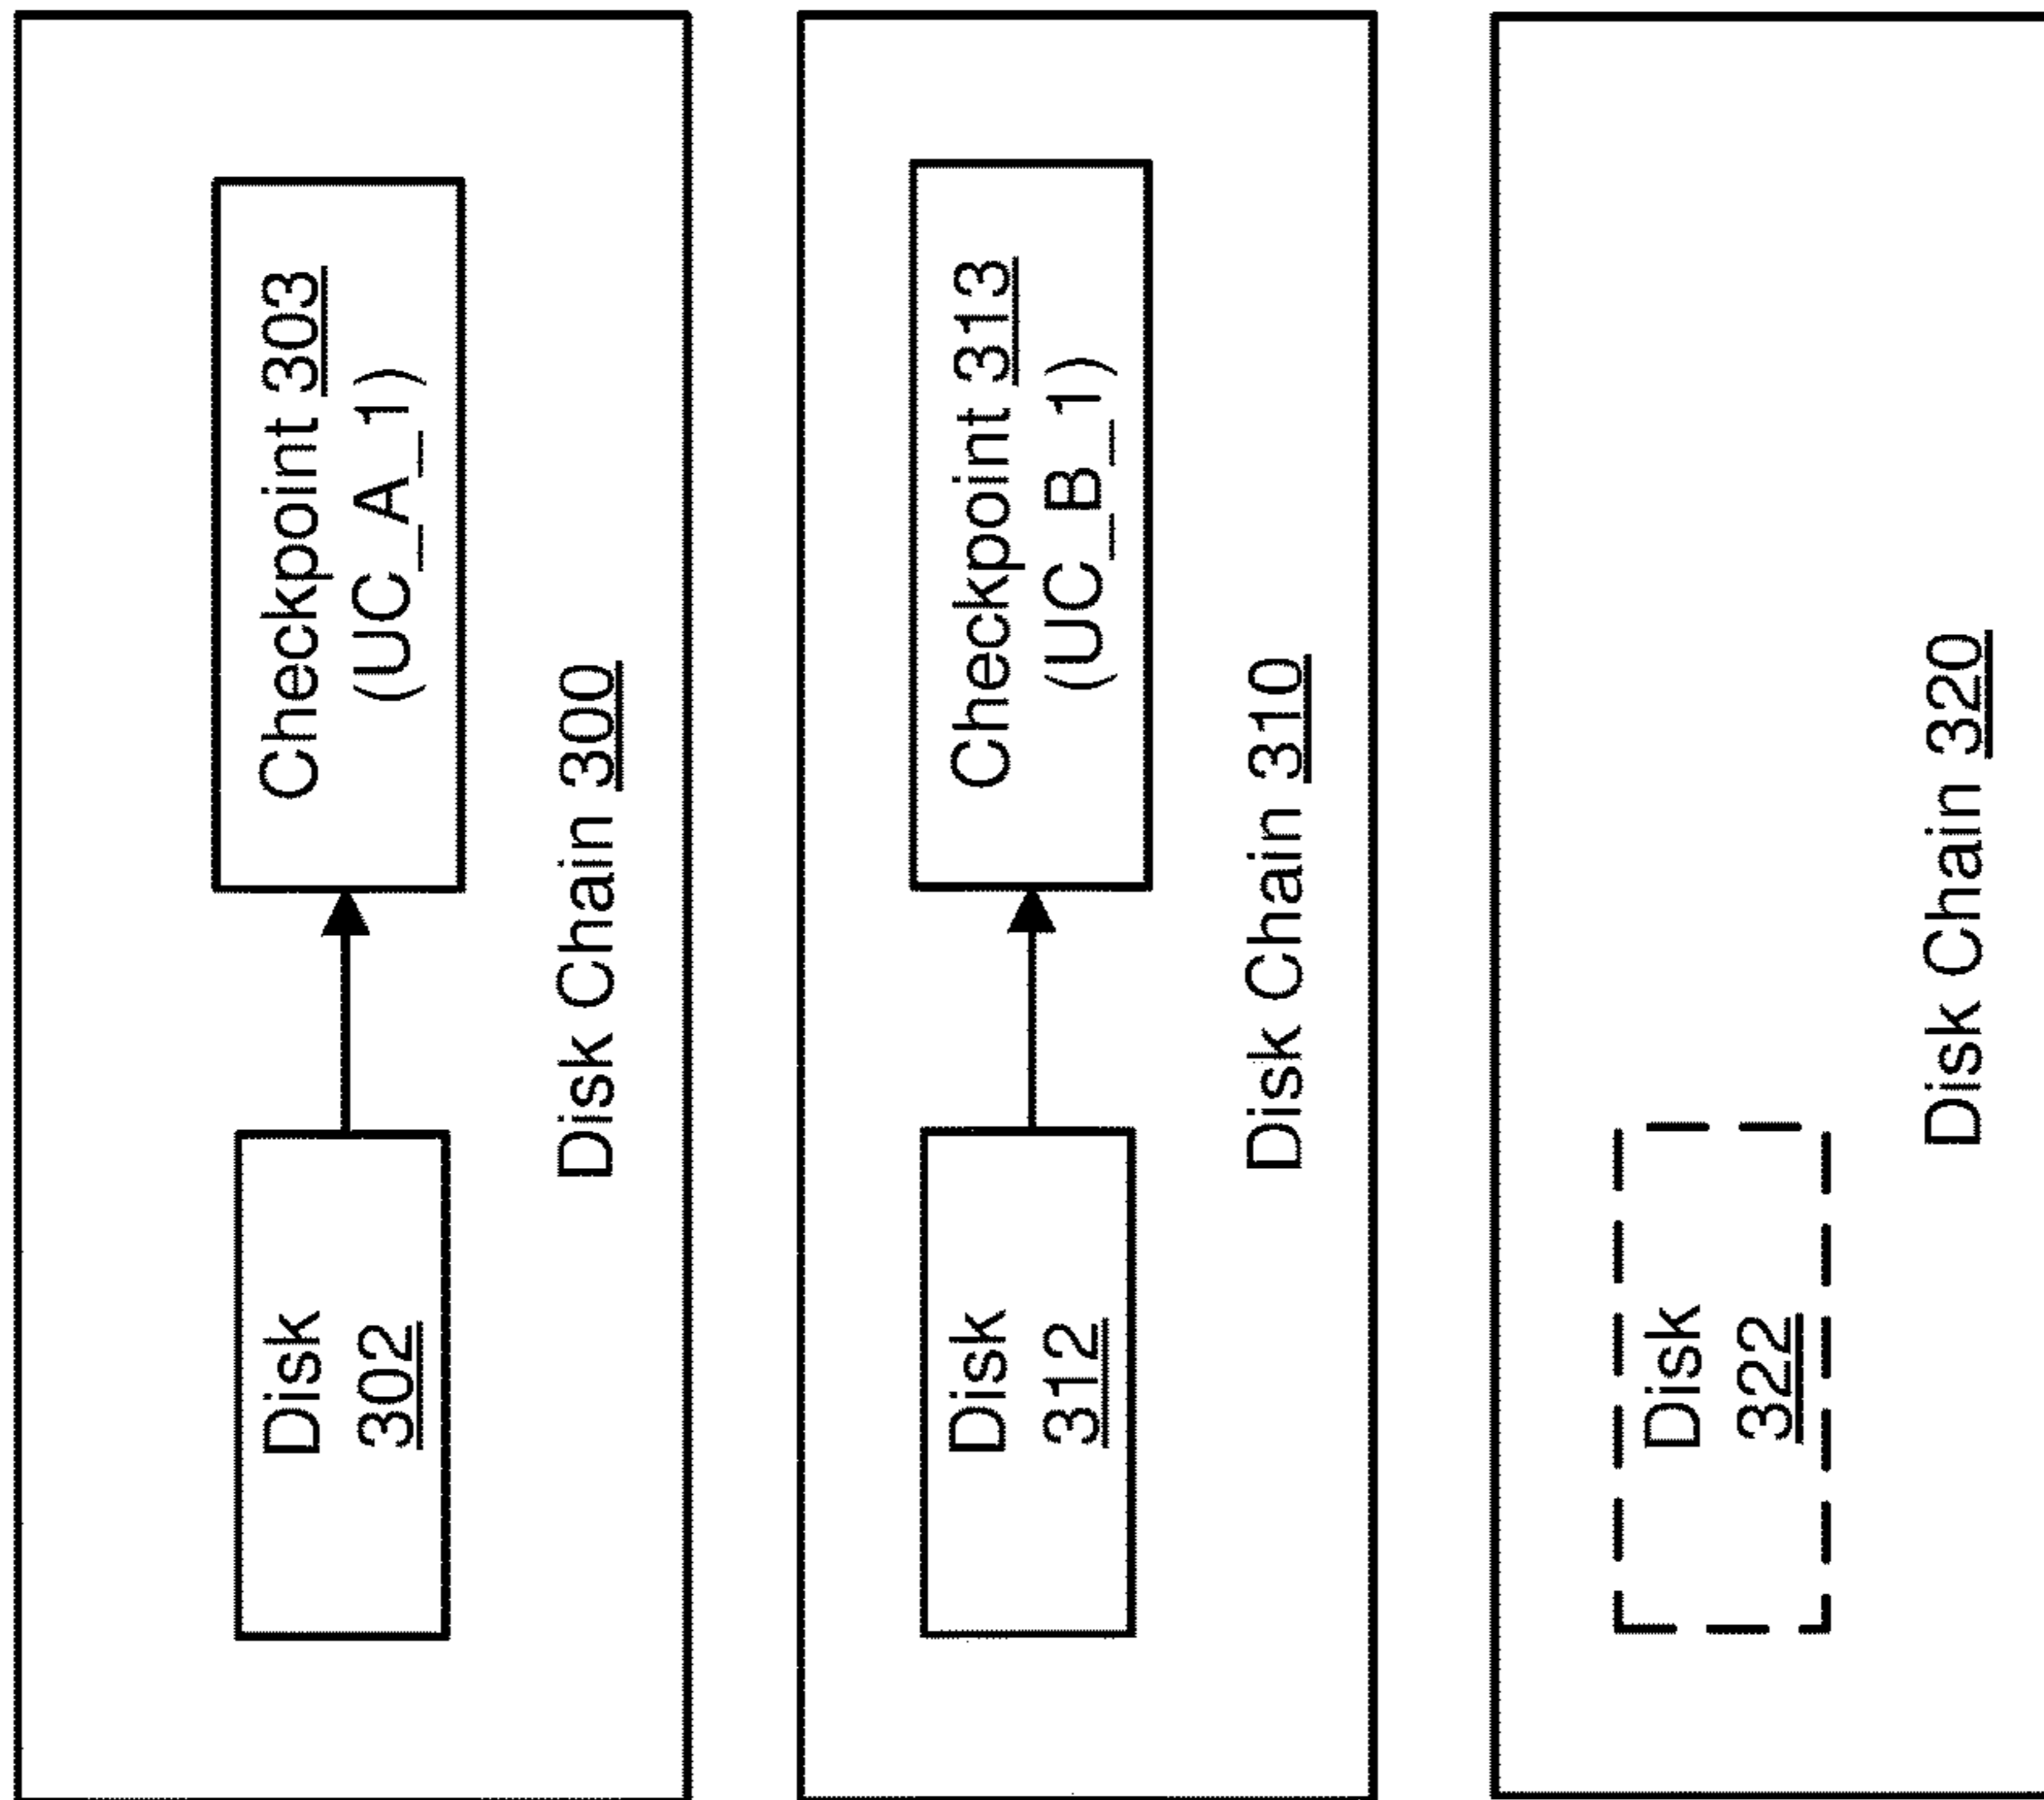 Disk
302
Checkpoint 303
(UC_A_1)
Disk Chain 300
Disk
312
Checkpoint 313
(UC_B_1)
Disk Chain 310
Disk
322
Disk Chain 320